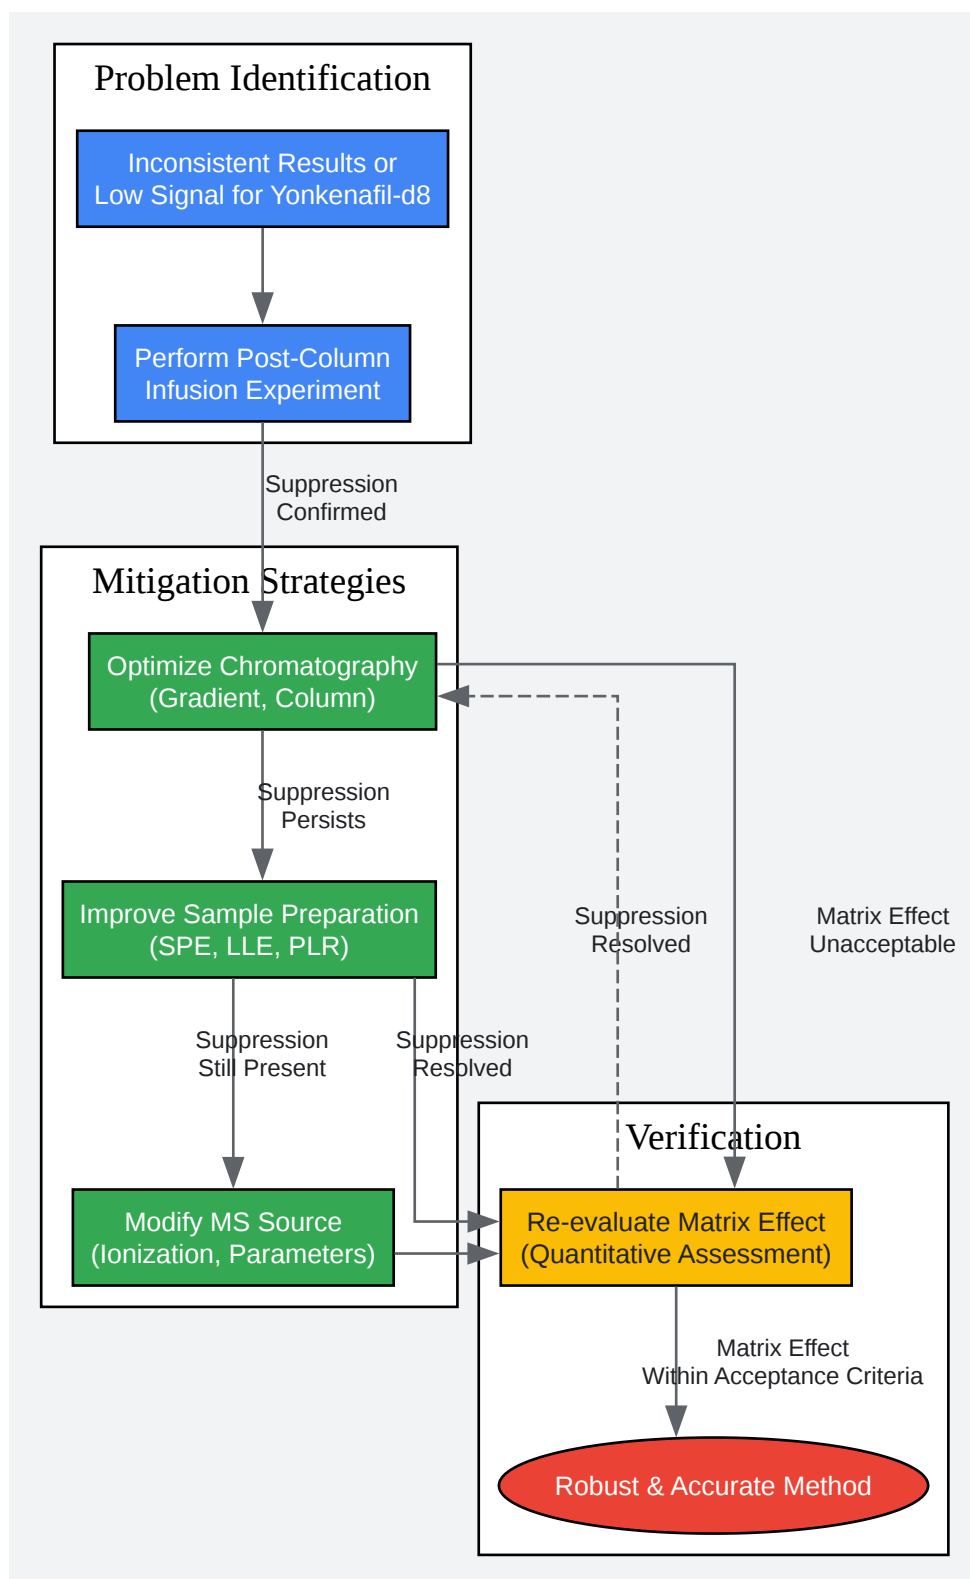 Problem Identification
Inconsistent Results or
Low Signal for Yonkenafil-d8
Perform Post-Column
Infusion Experiment
Suppression
Confirmed
Mitigation Strategies
Optimize Chromatography
(Gradient, Column)
Suppression
Persists
Improve Sample Preparation
(SPE, LLE, PLR)
Suppression
Resolved
Matrix Effect
Unacceptable
Suppression
Still Present
Suppression
Resolved
Verification
Modify MS Source
(Ionization, Parameters)
Re-evaluate Matrix Effect
(Quantitative Assessment)
Matrix Effect
Within Acceptance Criteria
Robust & Accurate Method